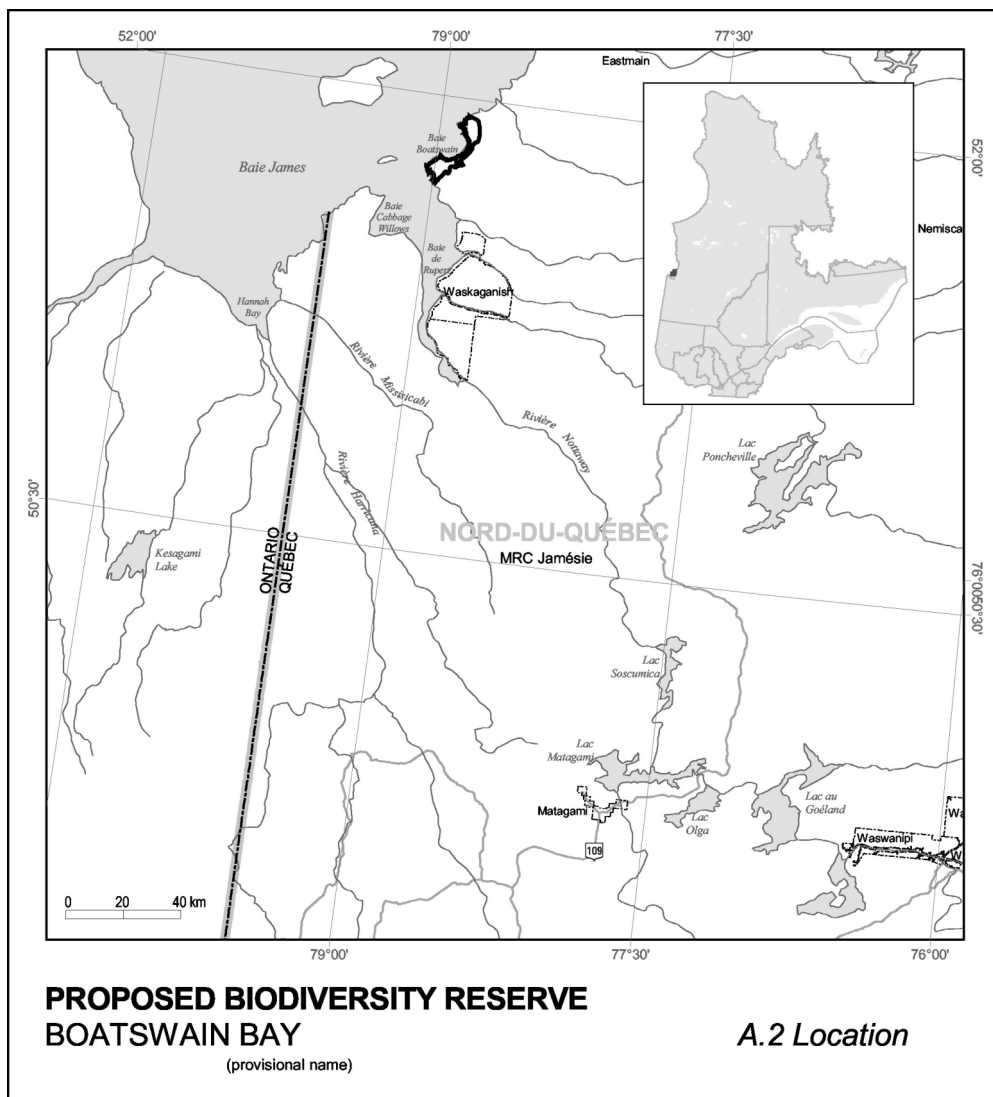 52°00'
79°00'
77°30'
Eastmain
Baie
Boatswain
Baie James
52°00'
Baie
Cabbage
Willows
Nemisca
Baie
de
Rupert
Waskaganish
Hannah
Bay
Rivière Missisicabi
Rivière Nottaway
Lac
Poncheville
Rivière Harricana
50°30'
NORD-DU-QUÉBEC
MRC Jamésie
Kesagami
Lake
ONTARIO
QUÉBEC
76°00'
50°30'
Lac
Soscumica
Lac
Matagami
Matagami
Lac
Olga
Lac au
Goéland
109
Waswanipi
Wa
W
0 20 40 km
79°00'
77°30'
76°00'
PROPOSED BIODIVERSITY RESERVE
BOATSWAIN BAY
A.2 Location
(provisional name)